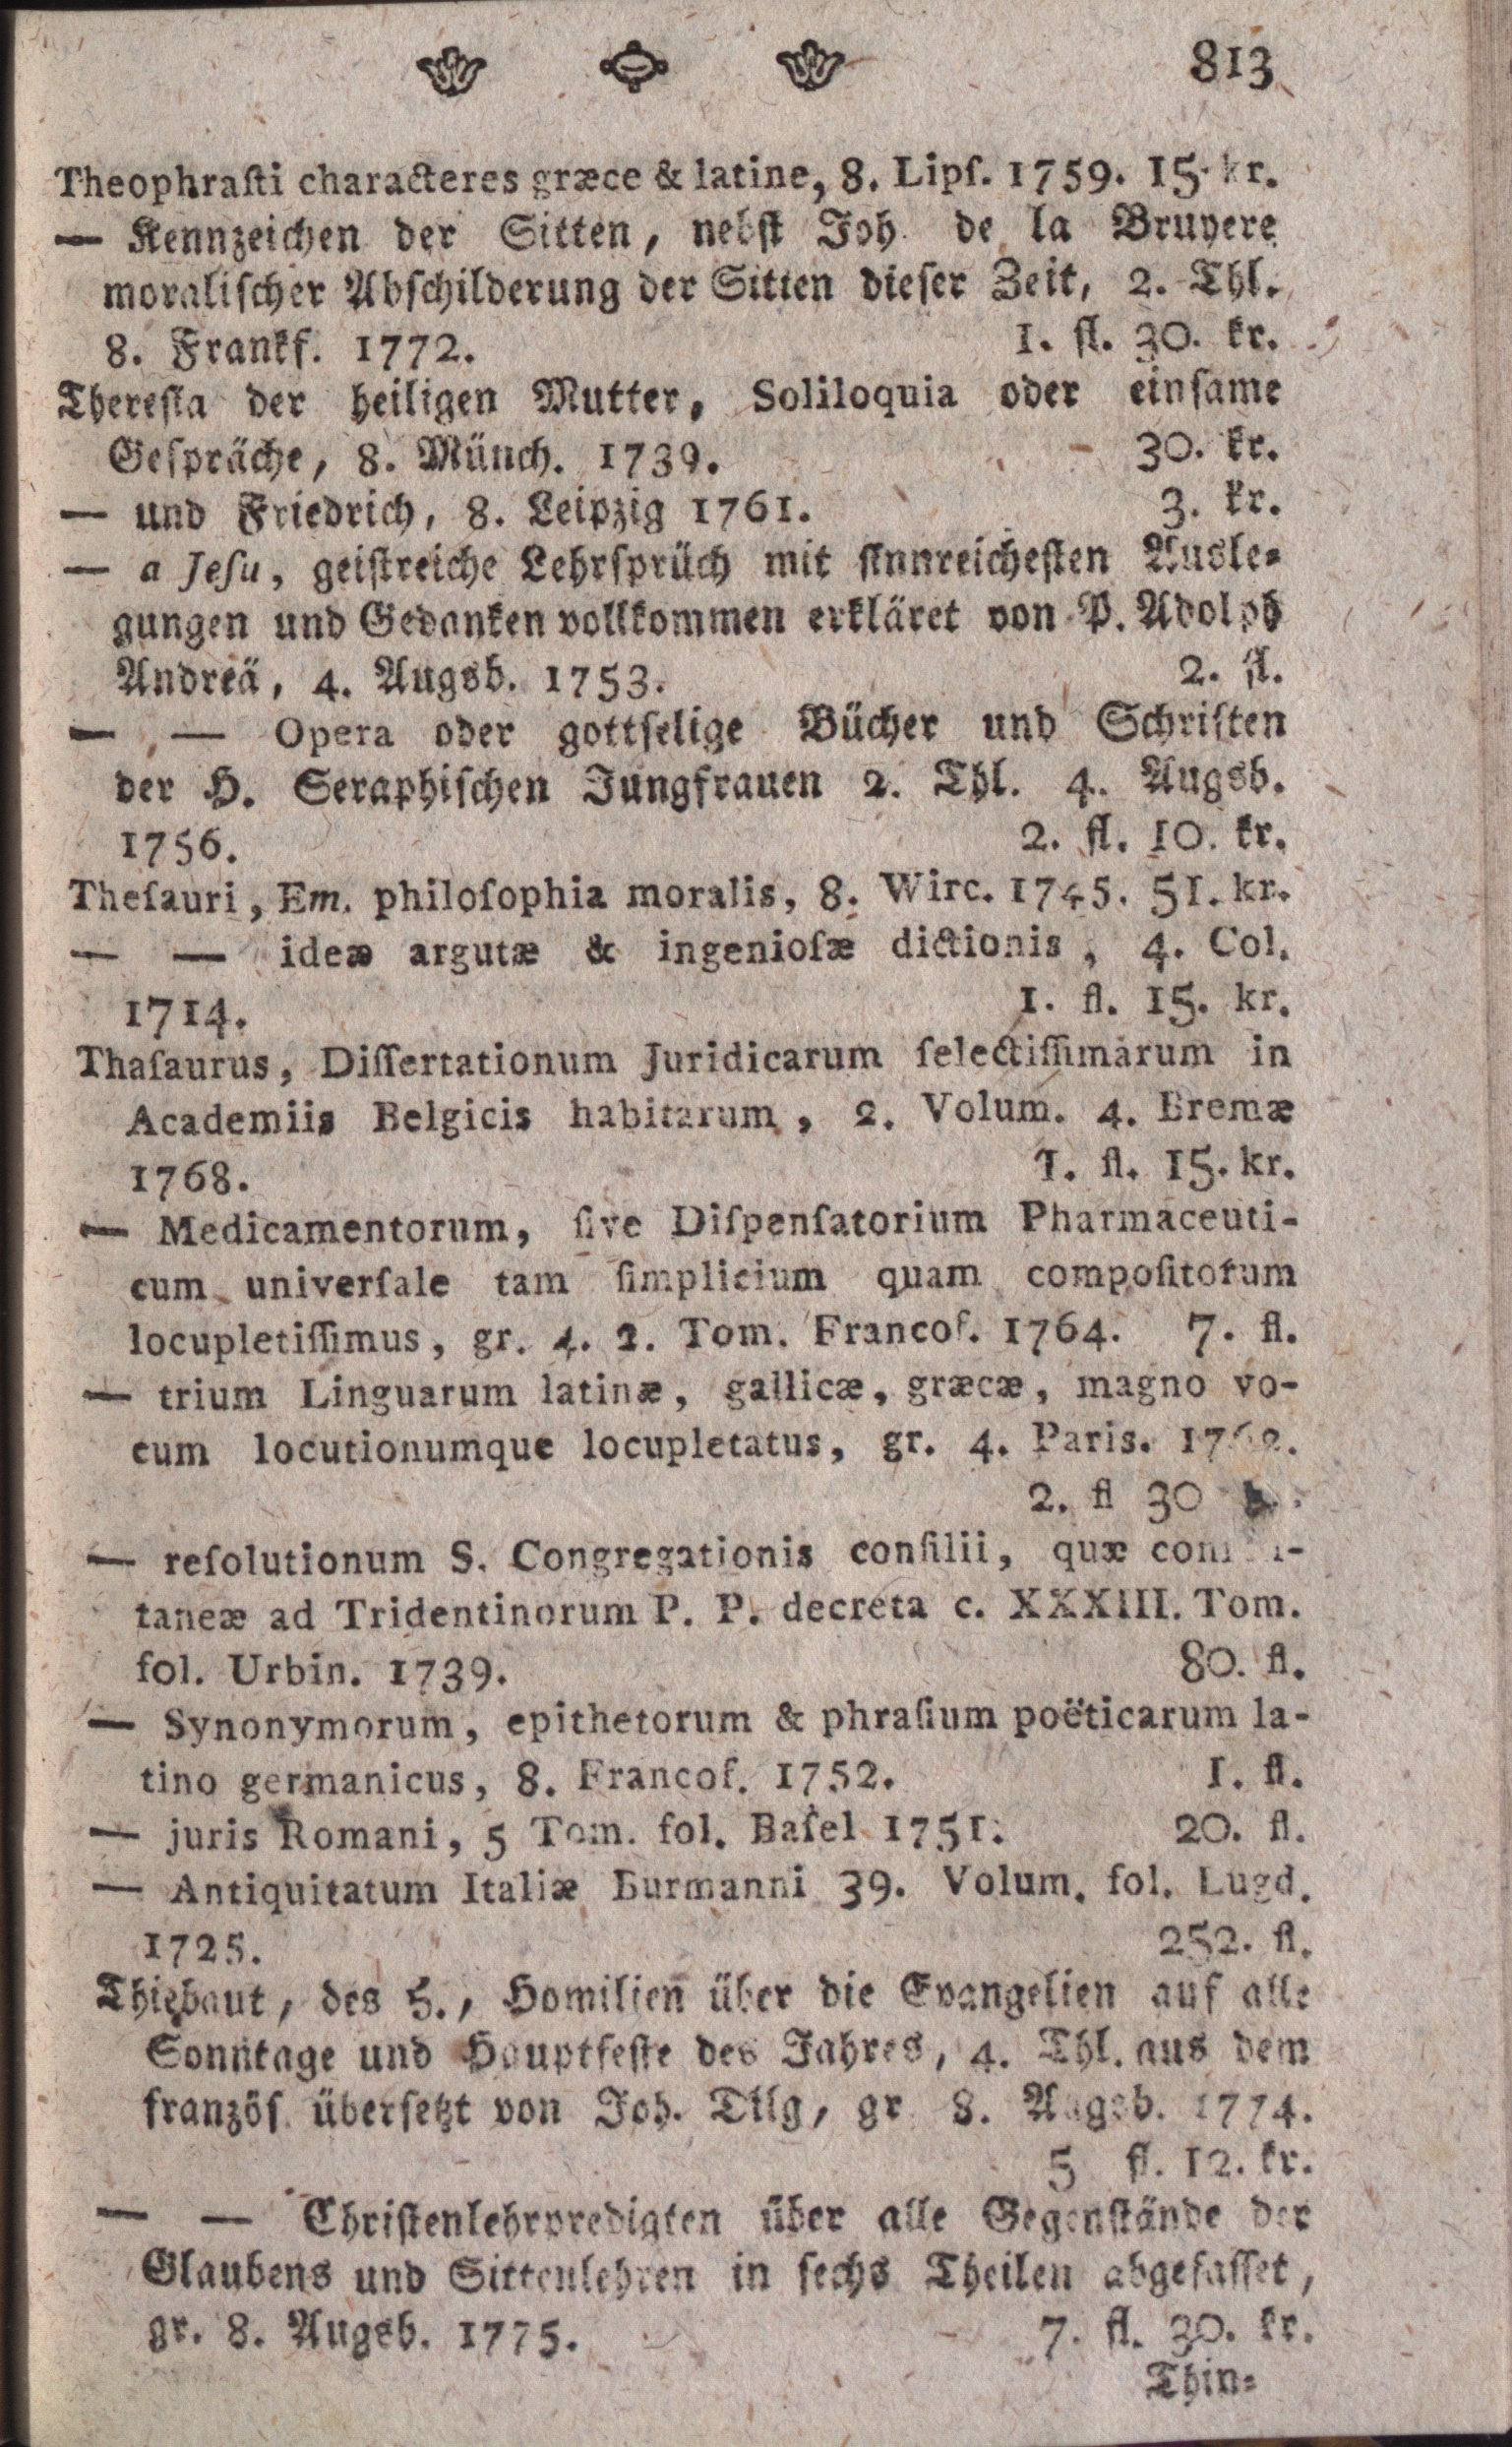 813
Theophraſti characteres græce & latine, 8. Lipſ. 1759. 15. kr.
— Kennzeichen der Sitten, nebſt Joh. de la Bruyere
moraliſcher Abſchilderung der Sitten dieſer Zeit, 2. Thl.
8. Frankf. 1772. 1. fl. 30. kr.
Thereſia der heiligen Mutter, Soliloquia oder einſame
Geſpräche, 8. Münch. 1739. 30. kr.
— und Friedrich, 8. Leipzig 1761. 3. kr.
— a Jeſu, geiſtreiche Lehrſprüch mit ſinnreicheſten Ausle-
gungen und Gedanken vollkommen erkläret von P. Adolph
Andreä, 4. Augsb. 1753. 2. fl.
— — Opera oder gottſelige Bücher und Schriften
der H. Seraphiſchen Jungfrauen 2. Thl. 4. Augsb.
1756. 2. fl. 10. kr.
Theſauri, Em. philoſophia moralis, 8. Wirc. 1745. 51. kr.
— — ideæ argutæ & ingenioſæ dictionis, 4. Col.
1714. 1. fl. 15. kr.
Thaſaurus, Diſſertationum Juridicarum ſelectiſſimarum in
Academiis Belgicis habitarum, 2. Volum. 4. Bremæ
1768. 1. fl. 15. kr.
— Medicamentorum, ſive Diſpenſatorium Pharmaceuti-
cum univerſale tam ſimplicium quam compoſitorum
locupletiſſimus, gr. 4. 2. Tom. Francof. 1764. 7. fl.
— trium Linguarum latinæ, gallicæ, græcæ, magno vo-
cum locutionumque locupletatus, gr. 4. Paris.
2. fl 30
— reſolutionum S. Congregationis conſilii, quæ
taneæ ad Tridentinorum P. P. decreta c. XXXIII. Tom.
fol. Urbin. 1739. 80. fl.
— Synonymorum, epithetorum & phraſium poëticarum la-
tino germanicus, 8. Francof. 1752. 1. fl.
— juris Romani, 5 Tom. fol. Baſel 1751. 20. fl.
— Antiquitatum Italiæ Burmanni 39. Volum. fol. Lugd.
1725. 252. fl.
Thiebaut, des H., Homilien über die Evangelien auf alle
Sonntage und Hauptfeſte des Jahres, 4. Thl. aus dem
franzöſ. überſetzt von Joh. Dilg, gr 8. Augsb. 1774.
5 fl. 12. kr.
— — Chriſtenlehrpredigten über alle Gegenſtände der
Glaubens und Sittenlehren in ſechs Theilen abgefaſſet,
gr. 8. Augsb. 1775. 7. fl. 30. kr.
Thin-